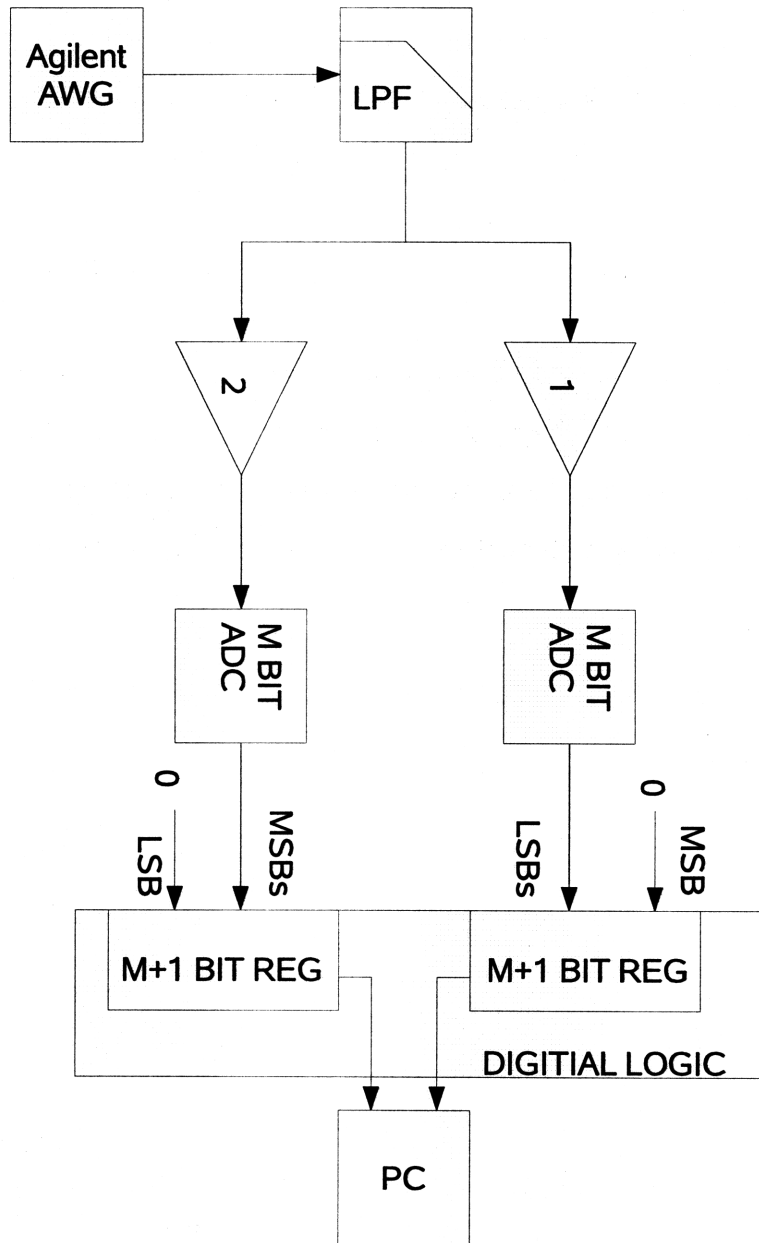 Agilent
AWG
LPF
2
1
M BIT
ADC
M BIT
ADC
0
LSB
MSBs
LSBs
0
MSB
M+1 BIT REG
M+1 BIT REG
DIGITIAL LOGIC
PC